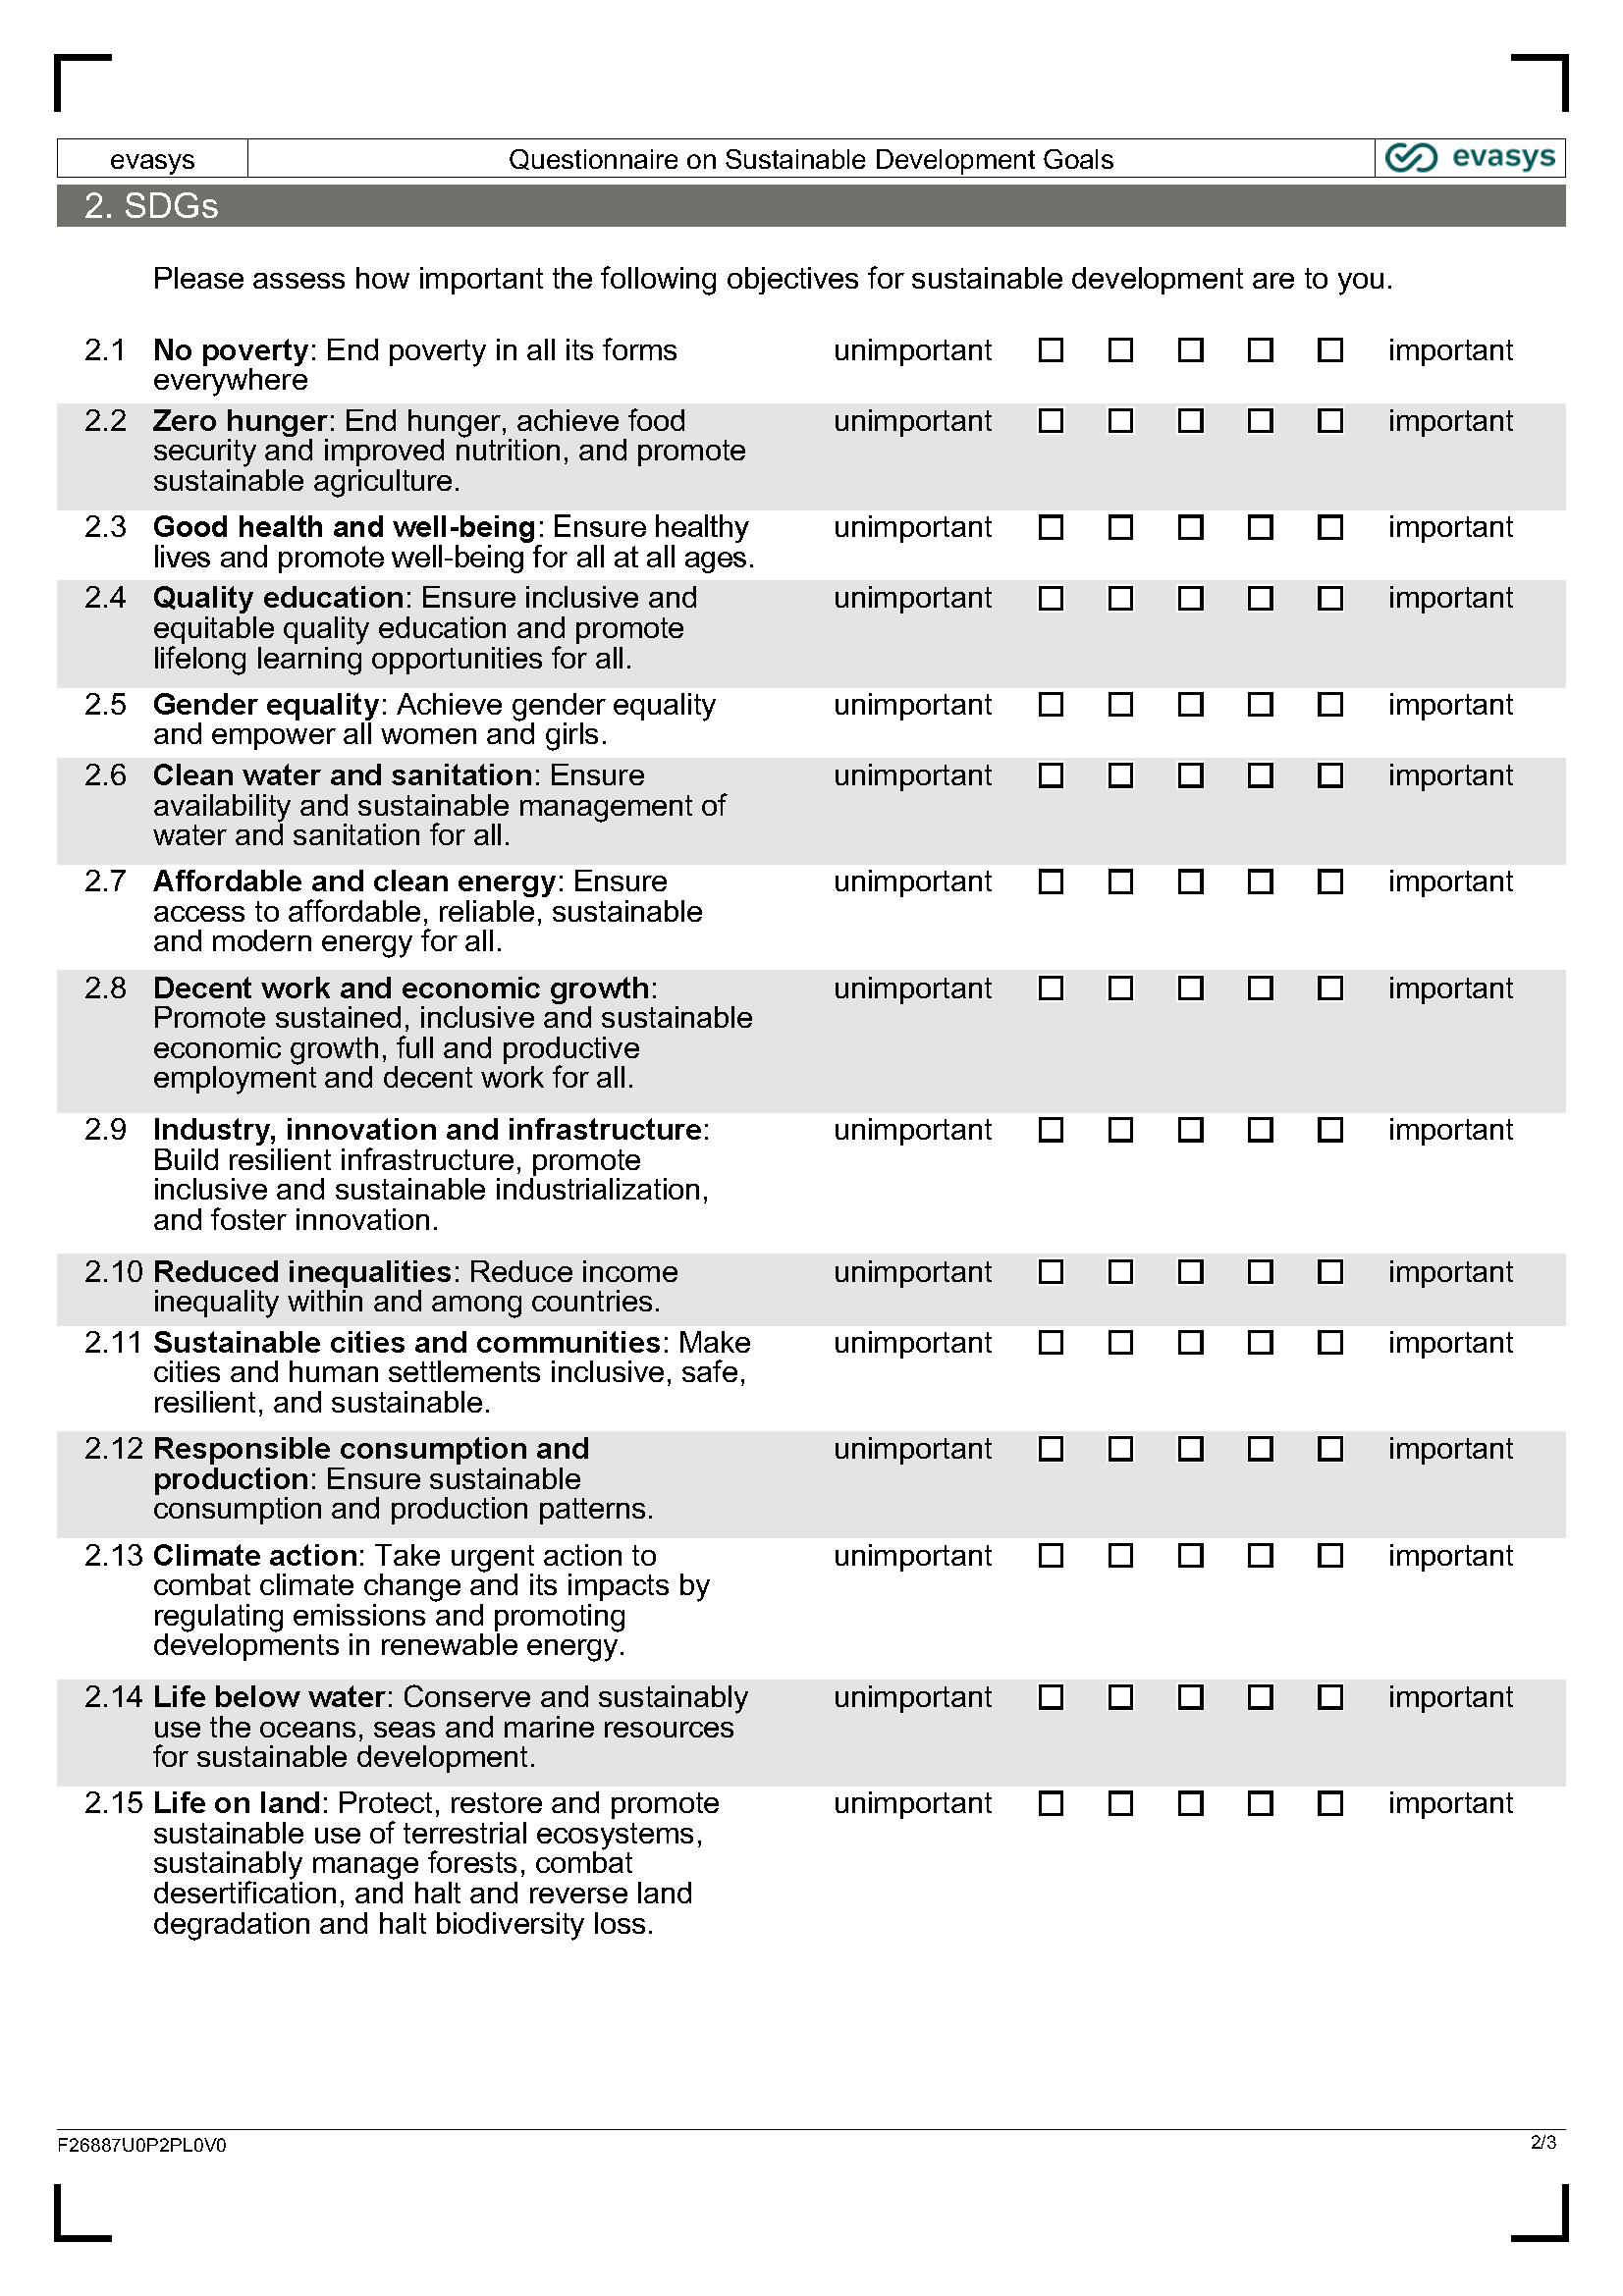 evasys Questionnaire on Sustainable Development Goals evasys
2. SDGs
Please assess how important the following objectives for sustainable development are to you.
2.1 No poverty: End poverty in all its forms unimportant important
everywhere
2.2 Zero hunger: End hunger, achieve food unimportant important
security and improved nutrition, and promote
sustainable agriculture.
2.3 Good health and well-being: Ensure healthy unimportant important
lives and promote well-being for all at all ages.
2.4 Quality education: Ensure inclusive and unimportant important
equitable quality education and promote
lifelong learning opportunities for all.
2.5 Gender equality: Achieve gender equality unimportant important
and empower all women and girls.
2.6 Clean water and sanitation: Ensure unimportant important
availability and sustainable management of
water and sanitation for all.
2.7 Affordable and clean energy: Ensure unimportant important
access to affordable, reliable, sustainable
and modern energy for all.
2.8 Decent work and economic growth: unimportant important
Promote sustained, inclusive and sustainable
economic growth, full and productive
employment and decent work for all.
2.9 Industry, innovation and infrastructure: unimportant important
Build resilient infrastructure, promote
inclusive and sustainable industrialization,
and foster innovation.
2.10 Reduced inequalities: Reduce income unimportant important
inequality within and among countries.
2.11 Sustainable cities and communities: Make unimportant important
cities and human settlements inclusive, safe,
resilient, and sustainable.
2.12 Responsible consumption and unimportant important
production: Ensure sustainable
consumption and production patterns.
2.13 Climate action: Take urgent action to unimportant important
combat climate change and its impacts by
regulating emissions and promoting
developments in renewable energy.
2.14 Life below water: Conserve and sustainably unimportant important
use the oceans, seas and marine resources
for sustainable development.
2.15 Life on land: Protect, restore and promote unimportant important
sustainable use of terrestrial ecosystems,
sustainably manage forests, combat
desertification, and halt and reverse land
degradation and halt biodiversity loss.
F26887U0P2PL0V0 2/3